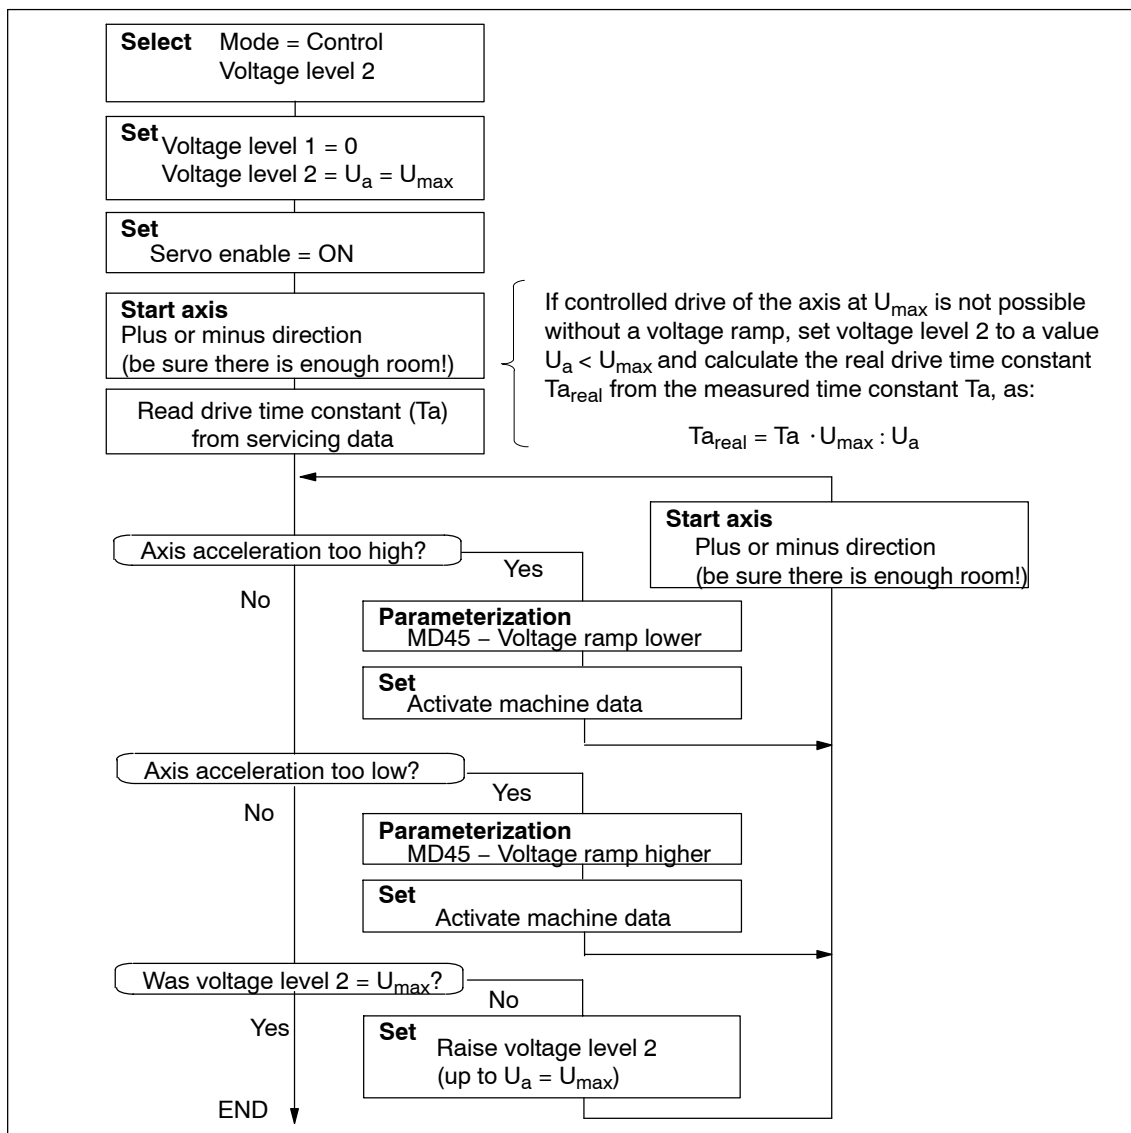 Select Mode = Control
Voltage level 2
Set
Voltage level 1 = 0
Voltage level 2 = Ua = Umax
Set
Servo enable = ON
Start axis
Plus or minus direction
(be sure there is enough room!)
Read drive time constant (Ta)
from servicing data
If controlled drive of the axis at Umax is not possible
without a voltage ramp, set voltage level 2 to a value
Ua < Umax and calculate the real drive time constant
Tareal from the measured time constant Ta, as:
Tareal = Ta · Umax : Ua
Start axis
Plus or minus direction
(be sure there is enough room!)
Axis acceleration too high?
Yes
No
Parameterization
MD45 – Voltage ramp lower
Set
Activate machine data
Axis acceleration too low?
Yes
No
Parameterization
MD45 – Voltage ramp higher
Set
Activate machine data
Was voltage level 2 = Umax?
No
Yes
Set
Raise voltage level 2
(up to Ua = Umax)
END